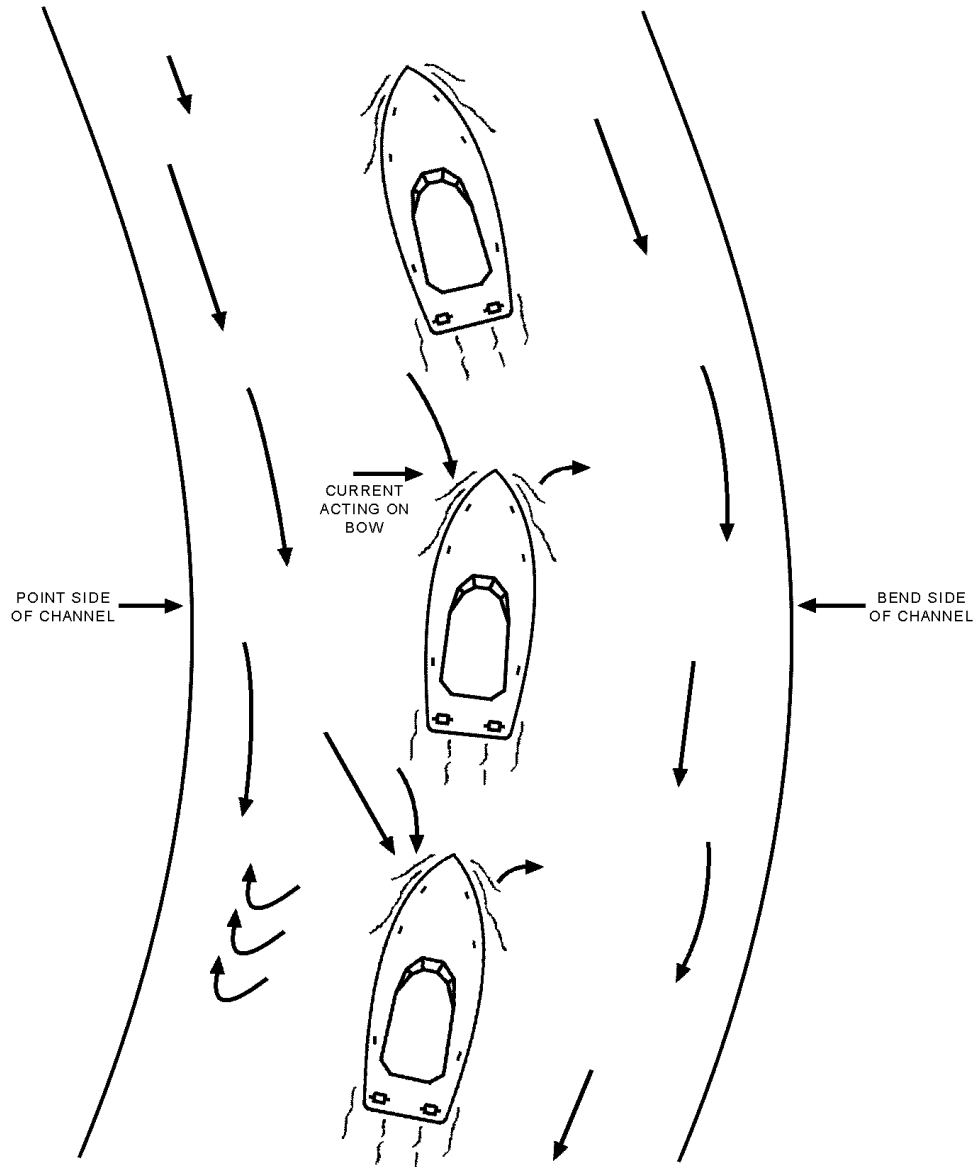 CURRENT
ACTING ON
BOW
POINT SIDE
OF CHANNEL
BEND SIDE
OF CHANNEL